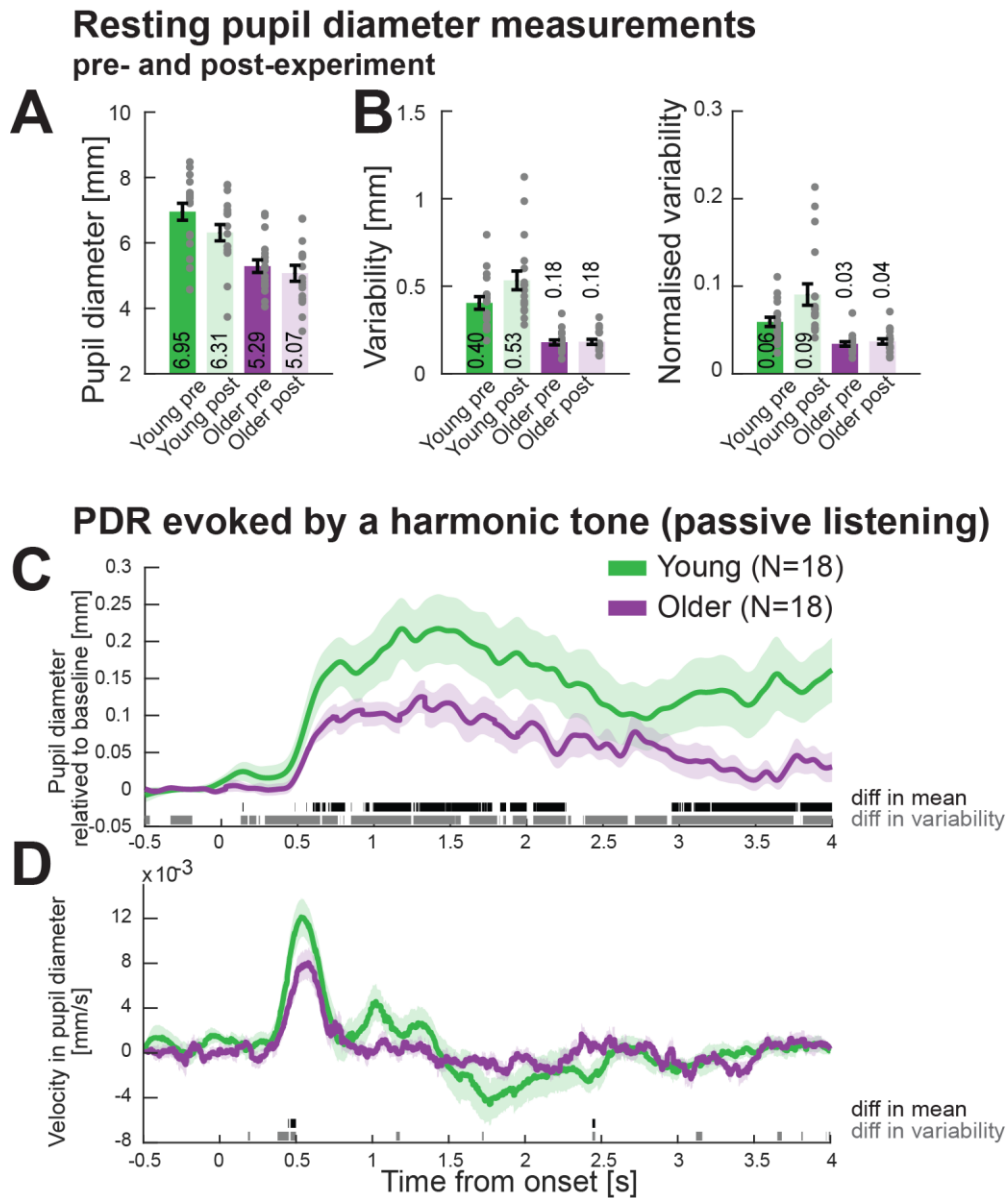 Resting pupil diameter measurements
pre- and post-experiment
A
Pupil diameter [mm]
10
8
6
4
2
6.95
6.31
5.29
5.07
Young pre
Young post
Older pre
Older post
B
Variability [mm]
1.5
1
0.5
0
0.40
0.53
0.18
0.18
Young pre
Young post
Older pre
Older post
Normalised variability
0.3
0.2
0.1
0
0.06
0.09
0.03
0.04
Young pre
Young post
Older pre
Older post
PDR evoked by a harmonic tone (passive listening)
C
Pupil diameter
relatived to baseline [mm]
0.3
0.25
0.2
0.15
0.1
0.05
0
-0.05
Young (N=18)
Older (N=18)
diff in mean
diff in variability
-0.5 0 0.5 1 1.5 2 2.5 3 3.5 4
D
x10-3
Velocity in pupil diameter
[mm/s]
12
8
4
0
-4
-8
diff in mean
diff in variability
-0.5 0 0.5 1 1.5 2 2.5 3 3.5 4
Time from onset [s]